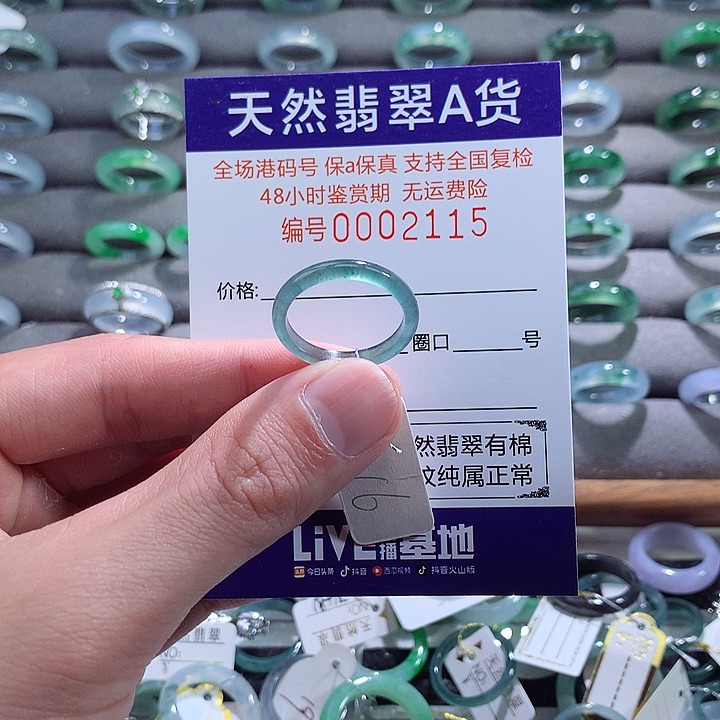 天然翡翠A货
全场港码号 保a保真 支持全国复检
48小时鉴赏期 无运费险
编号0002115
价格:
圈口 号
然翡翠有棉
纹纯属正常
LiVE播基地
今日头条 抖音 西瓜视频 抖音火山版